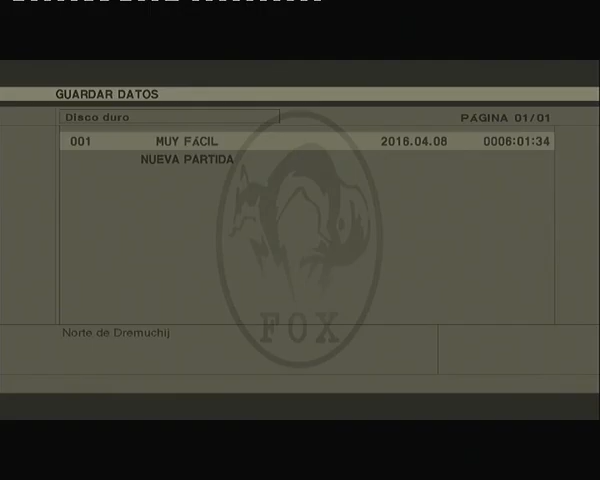 GUARDAR DATOS
Disco duro
PÁGINA 01/01
001 MUY FÁCIL 2016.04.08 0006:01:34
NUEVA PARTIDA
FOX
Norte de Dremuchij